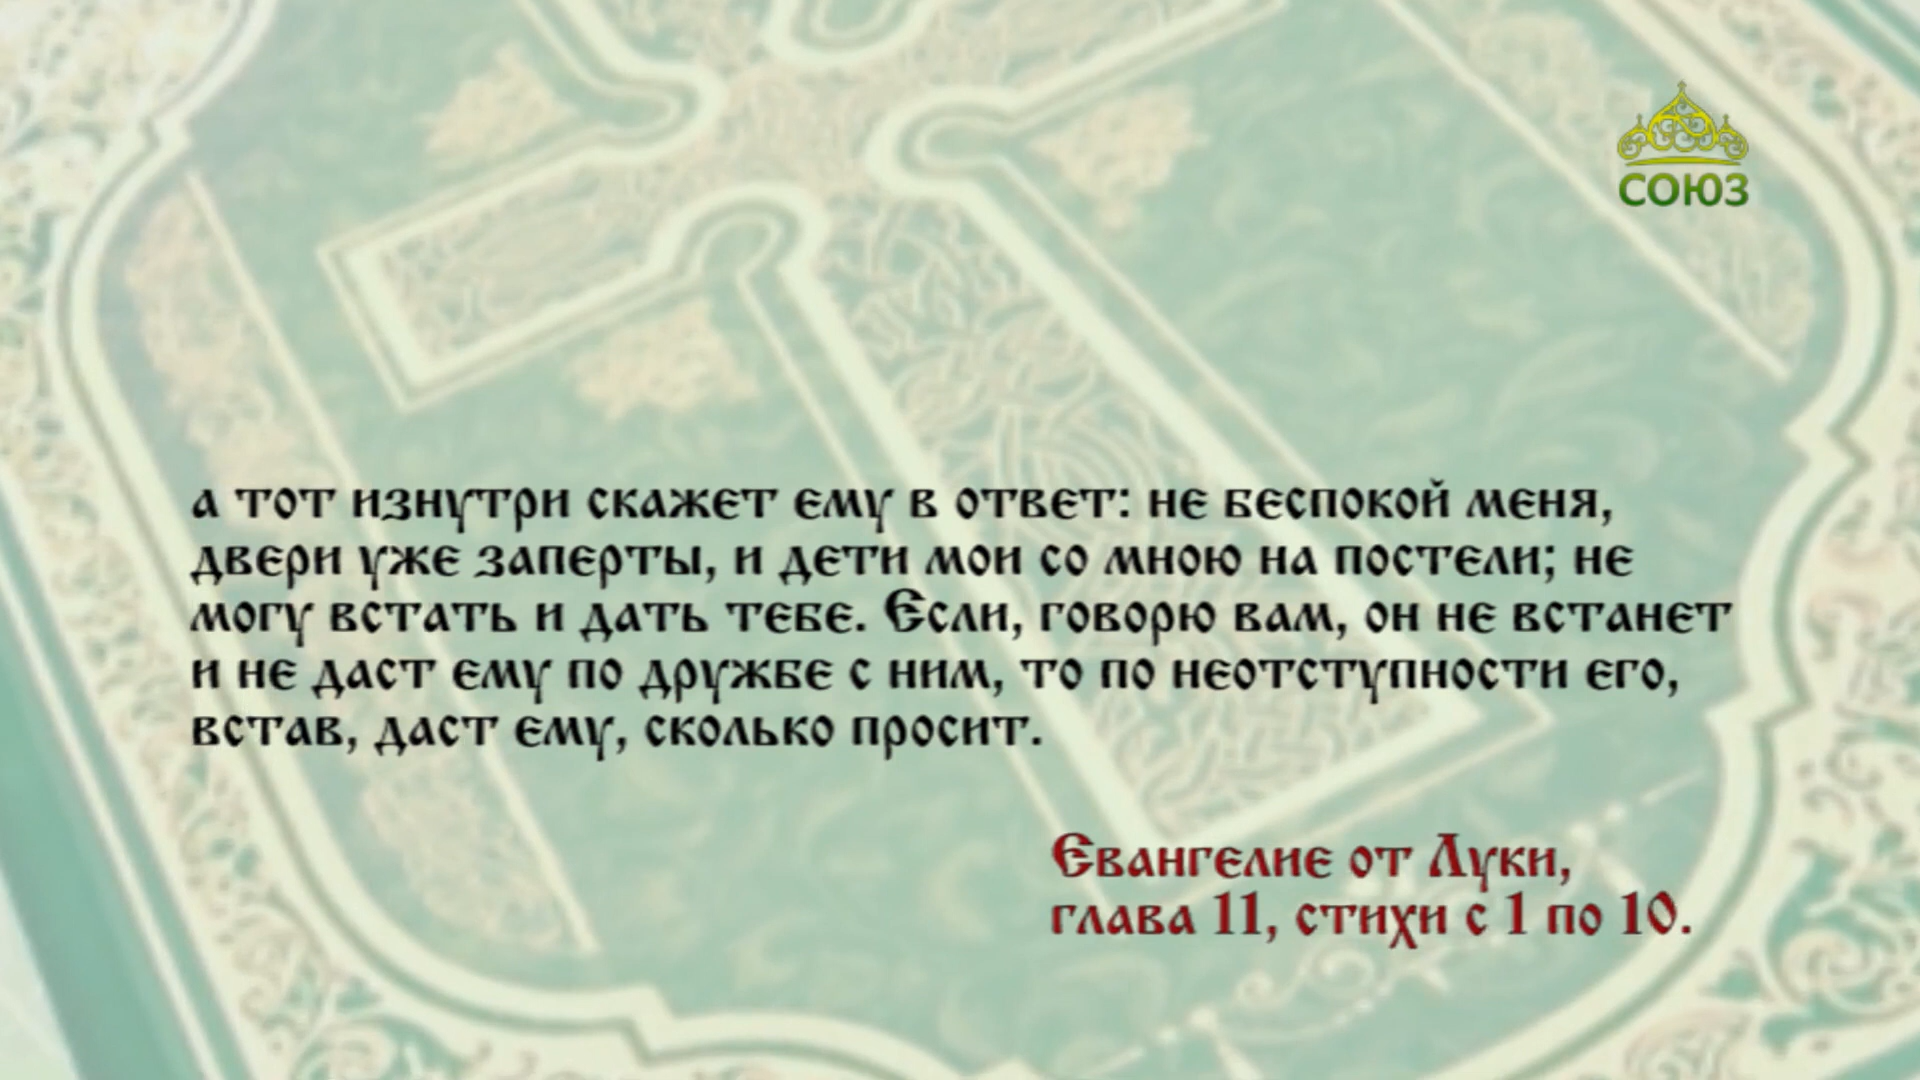 СОЮЗ
а тот изнутри скажет ему в ответ: не беспокой меня,
двери уже заперты, и дети мои со мною на постели; не
могу встать и дать тебе. Если, говорю вам, он не встанет
и не даст ему по дружбе с ним, то по неотступности его,
встав, даст ему, сколько просит.
Евангелие от Луки,
глава 11, стихи с 1 по 10.